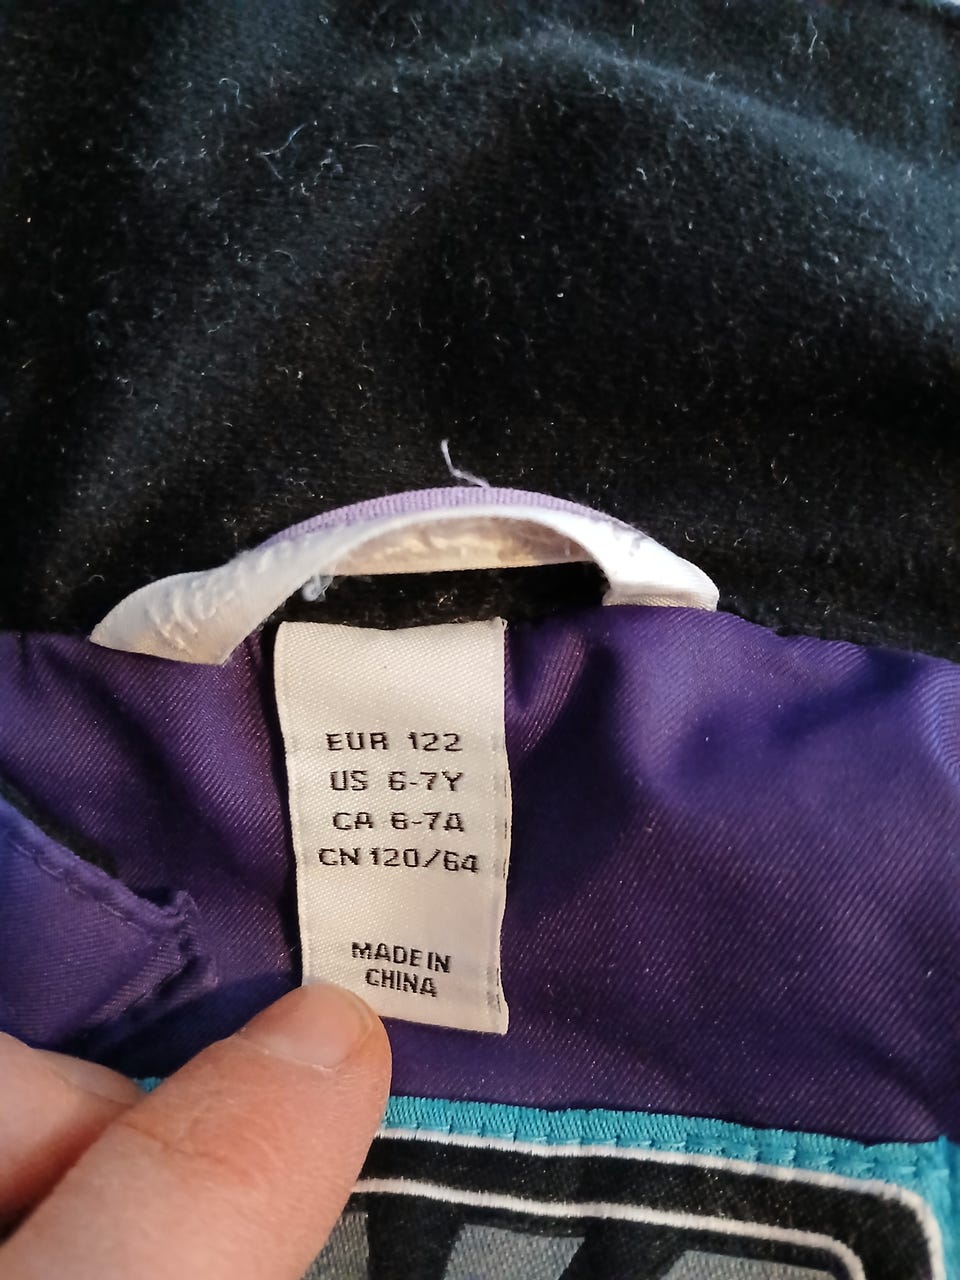 EUR 122
US 6-7Y
CA 6-7A
CN 120/64
MADE IN
CHINA